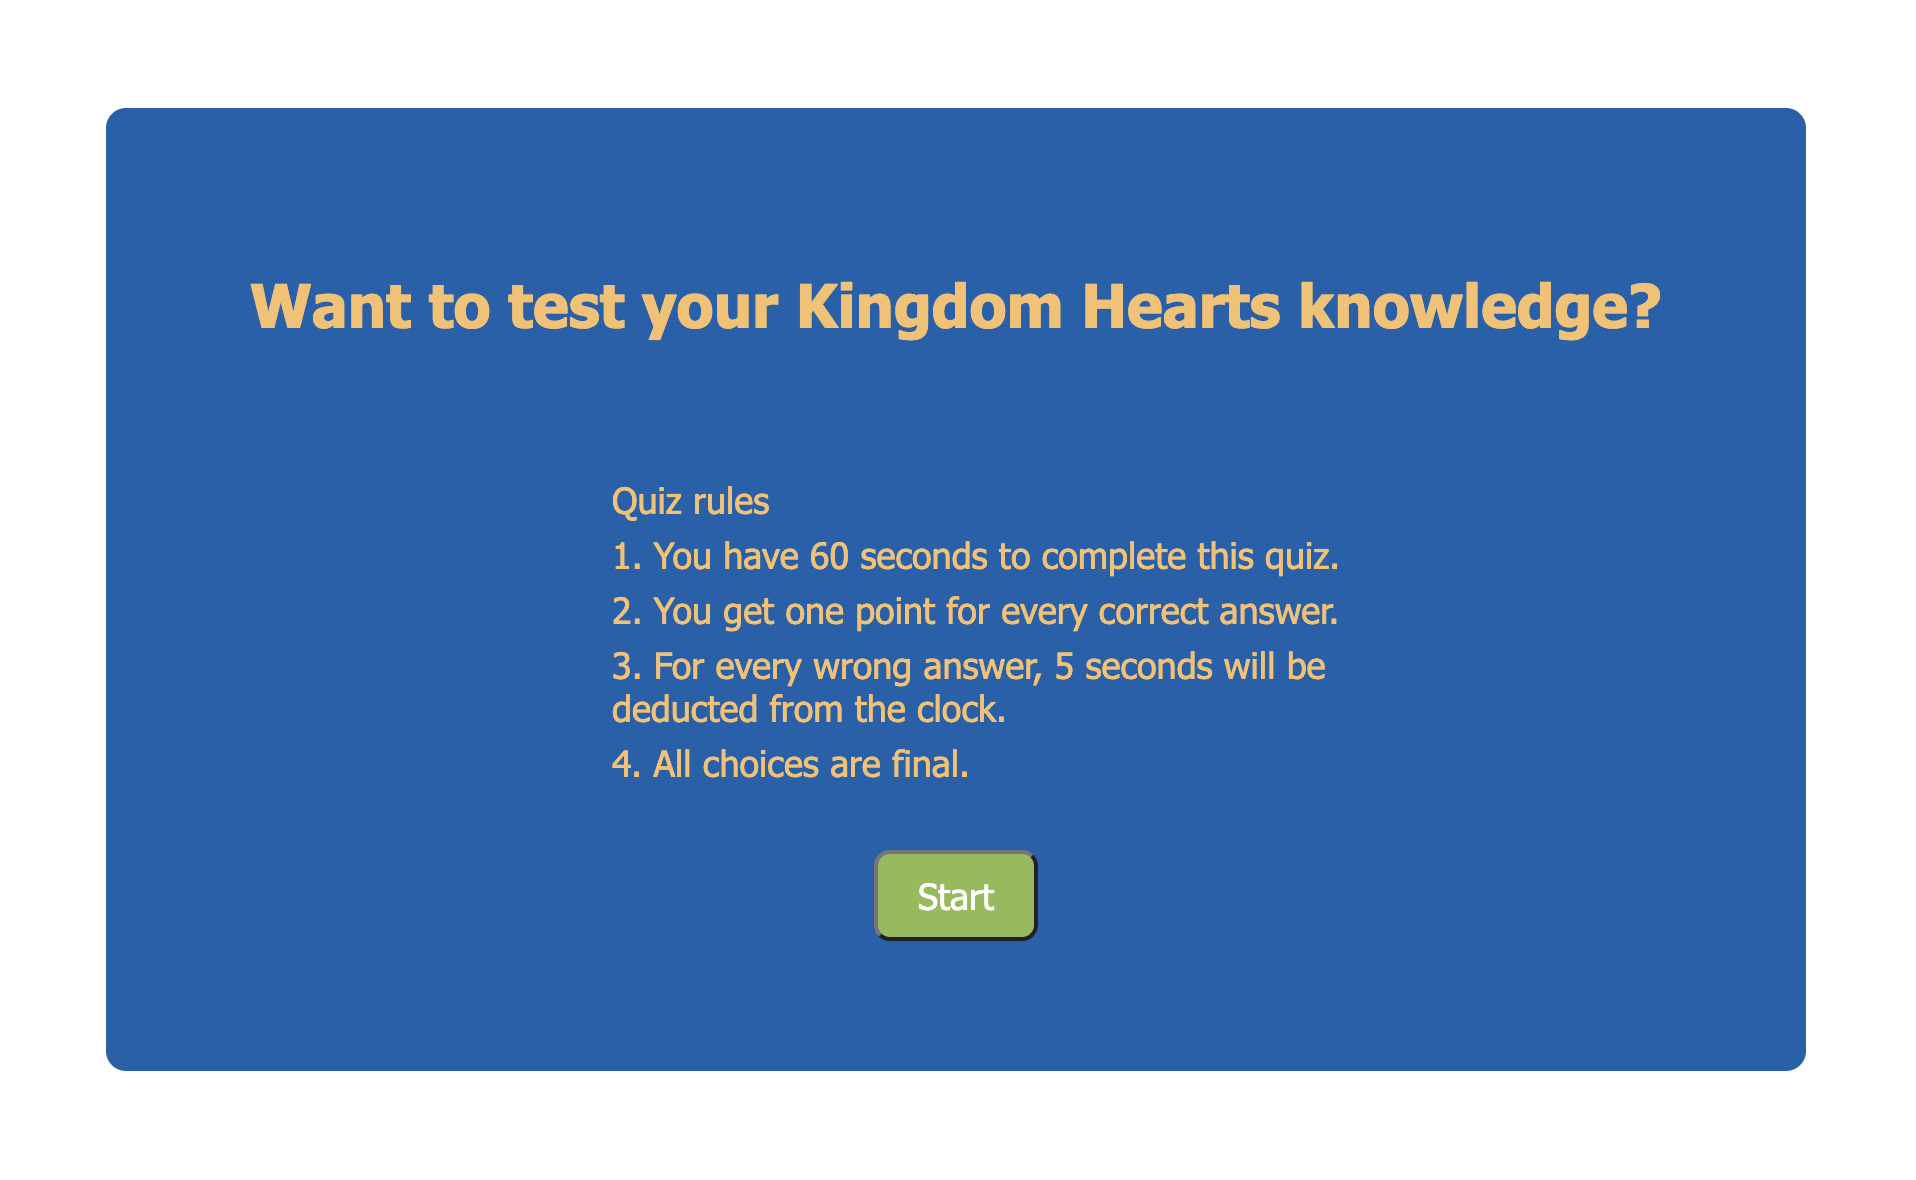 Want to test your Kingdom Hearts knowledge?
Quiz rules
1. You have 60 seconds to complete this quiz.
2. You get one point for every correct answer.
3. For every wrong answer, 5 seconds will be
deducted from the clock.
4. All choices are final.
Start